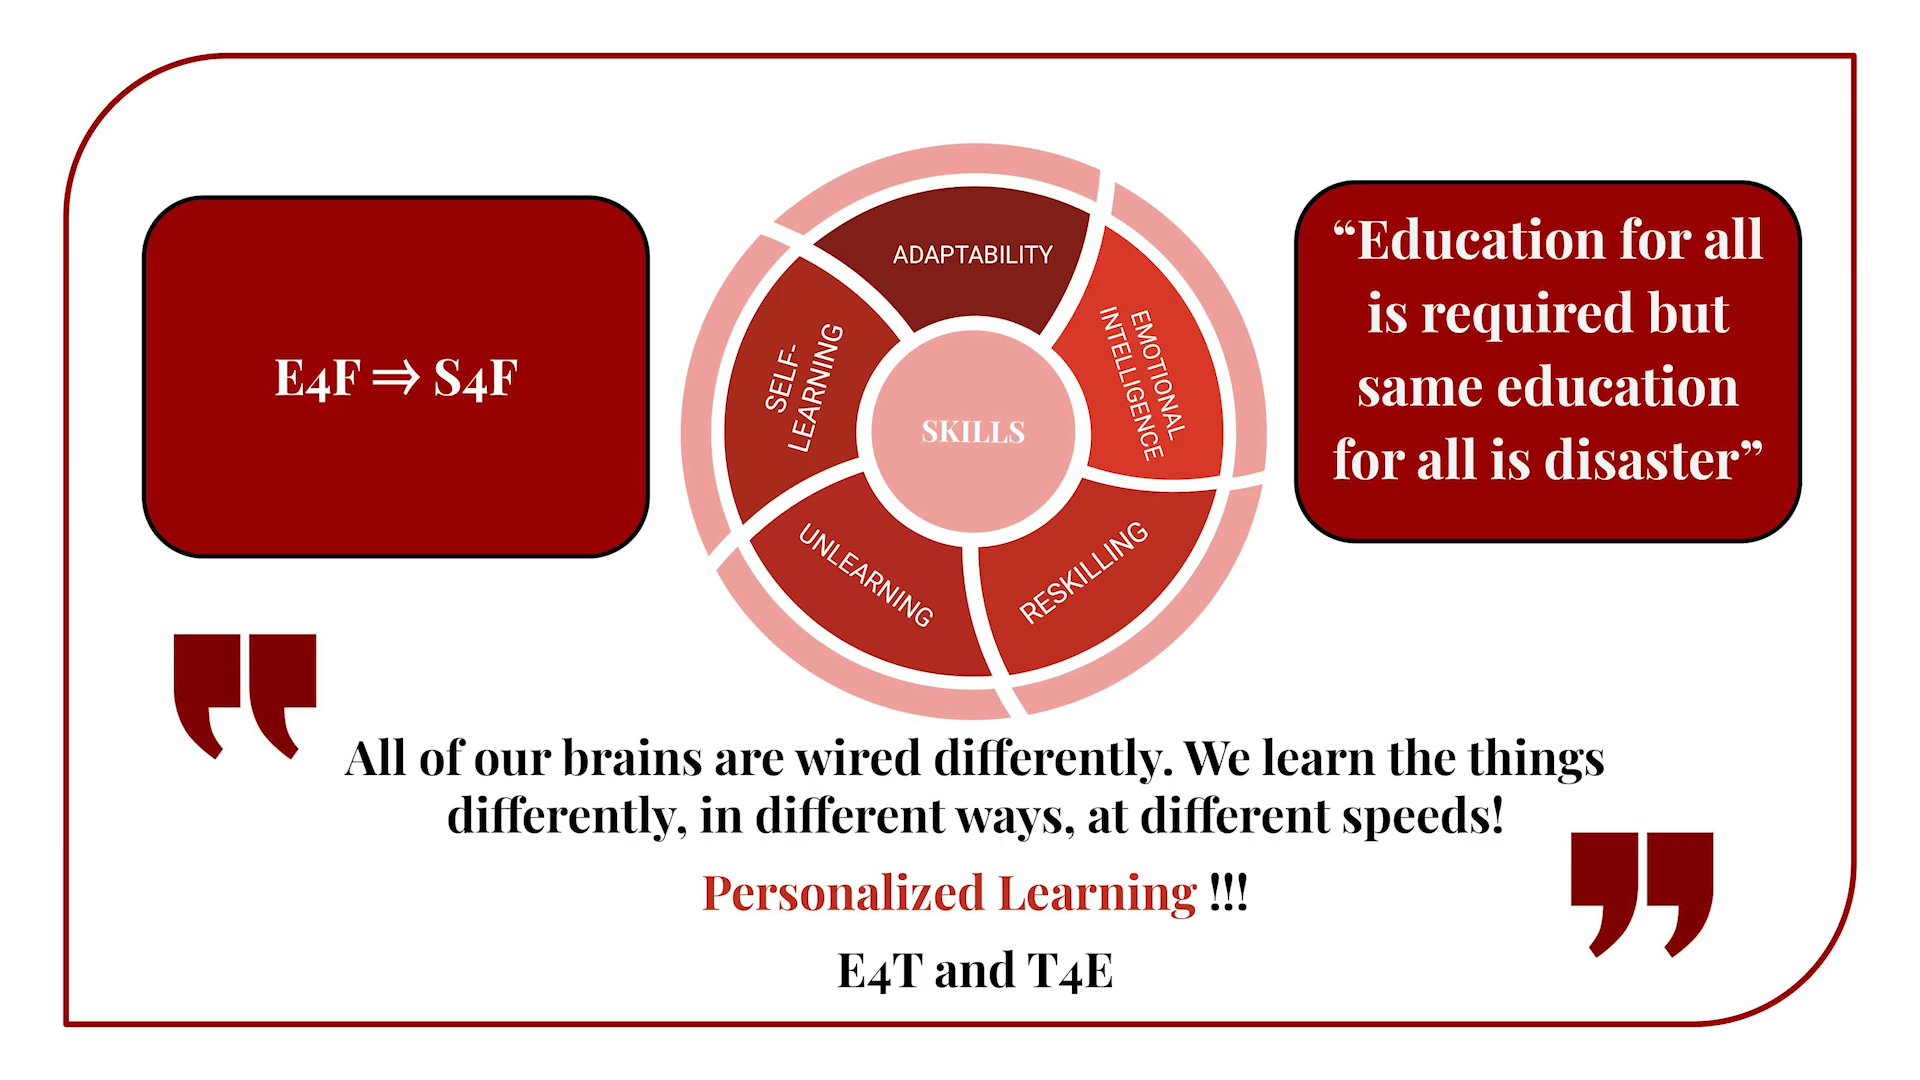 E4F ⇒ S4F
ADAPTABILITY
EMOTIONAL
INTELLIGENCE
RESKILLING
UNLEARNING
SELF-
LEARNING
SKILLS
“Education for all
is required but
same education
for all is disaster”
All of our brains are wired differently. We learn the things
differently, in different ways, at different speeds!
Personalized Learning !!!
E4T and T4E